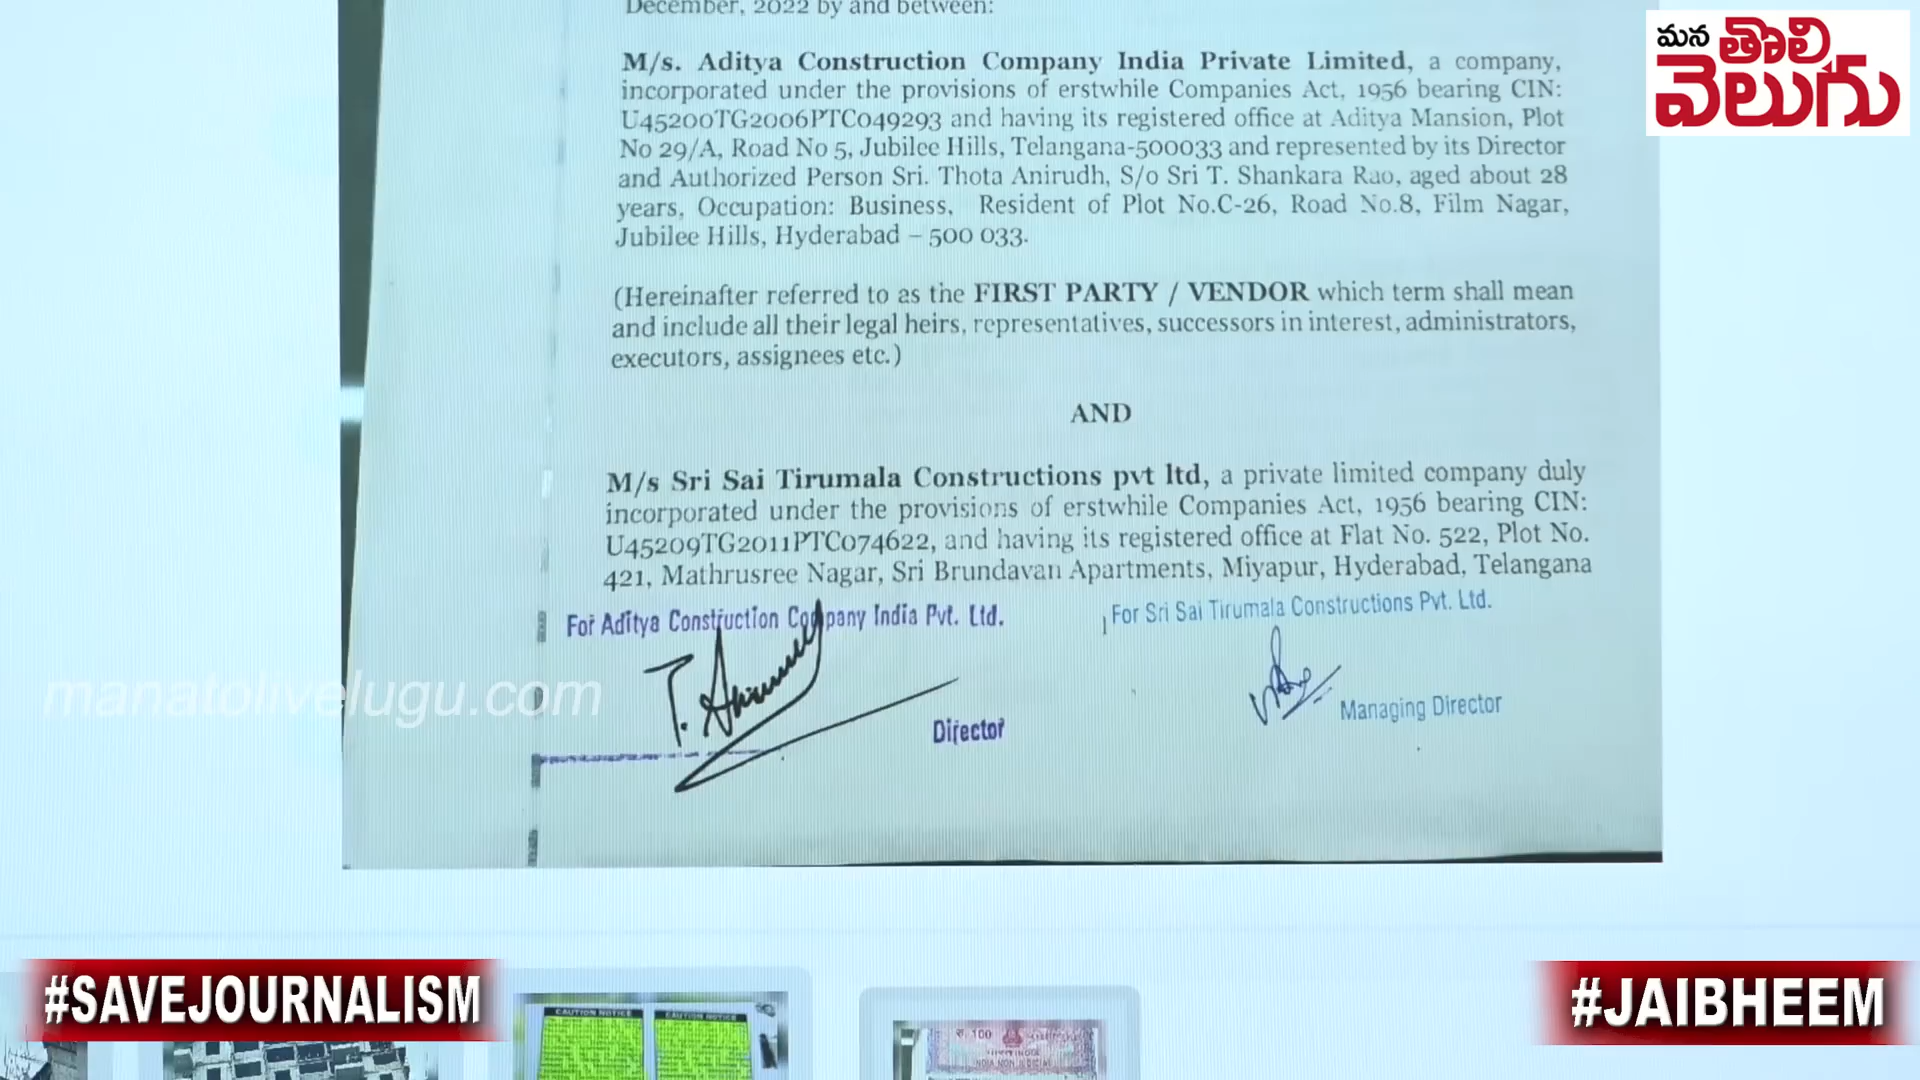 December, 2022 by and between:
మన తొలి
వెలుగు
M/s. Aditya Construction Company India Private Limited, a company,
incorporated under the provisions of erstwhile Companies Act, 1956 bearing CIN:
U45200TG2006PTC049293 and having its registered office at Aditya Mansion, Plot
No 29/A, Road No 5, Jubilee Hills, Telangana-500033 and represented by its Director
and Authorized Person Sri. Thota Anirudh, S/o Sri T. Shankara Rao, aged about 28
years, Occupation: Business, Resident of Plot No.C-26, Road No.8, Film Nagar,
Jubilee Hills, Hyderabad – 500 033.
(Hereinafter referred to as the FIRST PARTY / VENDOR which term shall mean
and include all their legal heirs, representatives, successors in interest, administrators,
executors, assignees etc.)
AND
M/s Sri Sai Tirumala Constructions pvt ltd, a private limited company duly
incorporated under the provisions of erstwhile Companies Act, 1956 bearing CIN:
U45209TG2011PTC074622, and having its registered office at Flat No. 522, Plot No.
421, Mathrusree Nagar, Sri Brundavan Apartments, Miyapur, Hyderabad, Telangana
For Aditya Construction Company India Pvt. Ltd.
For Sri Sai Tirumala Constructions Pvt. Ltd.
manatolivelugu.com
Director
Managing Director
#SAVEJOURNALISM
#JAIBHEEM
CAUTION NOTICE
CAUTION NOTICE
रु. 100
INDIA NON JUDICIAL